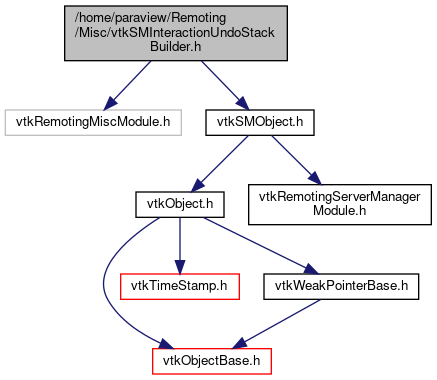 /home/paraview/Remoting
/Misc/vtkSMInteractionUndoStack
Builder.h
vtkRemotingMiscModule.h
vtkSMObject.h
vtkObject.h
vtkRemotingServerManager
Module.h
vtkTimeStamp.h
vtkWeakPointerBase.h
vtkObjectBase.h